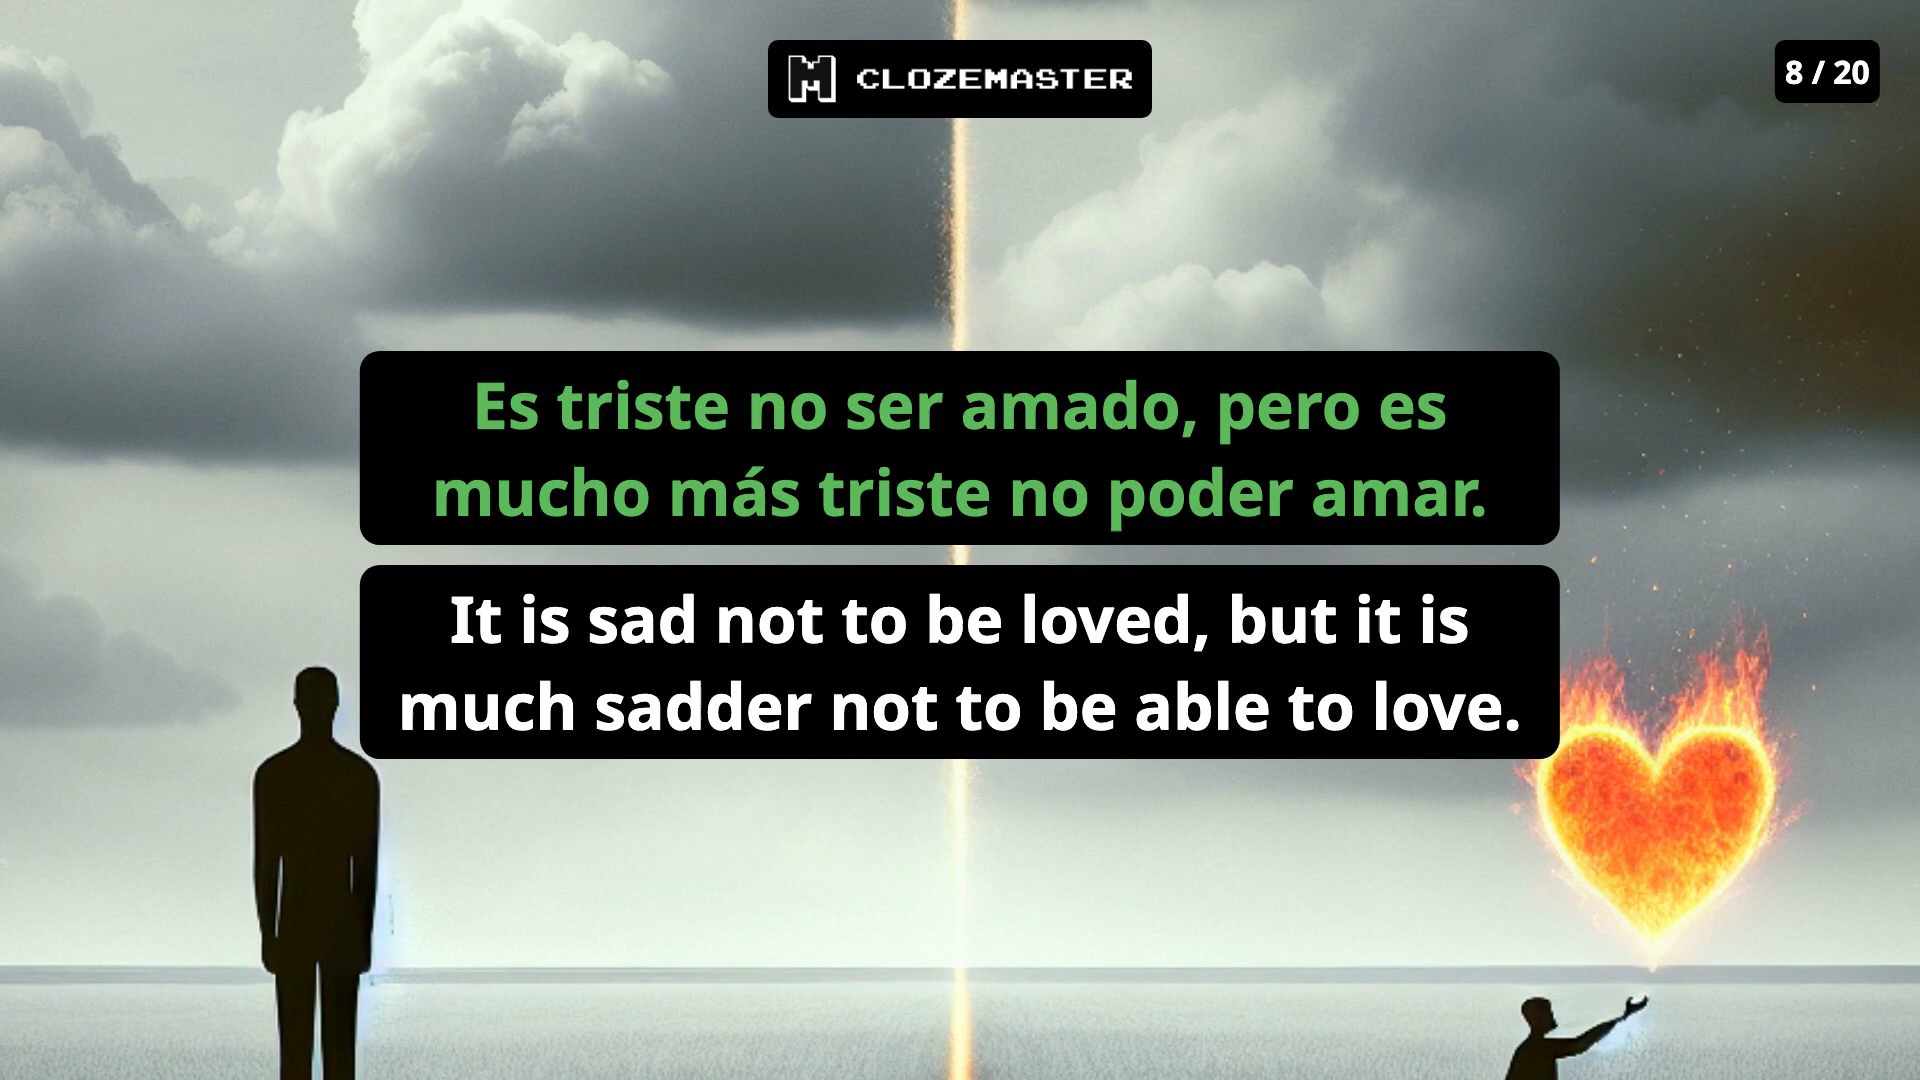 CLOZEMASTER
8 / 20
Es triste no ser amado, pero es
mucho más triste no poder amar.
It is sad not to be loved, but it is
much sadder not to be able to love.